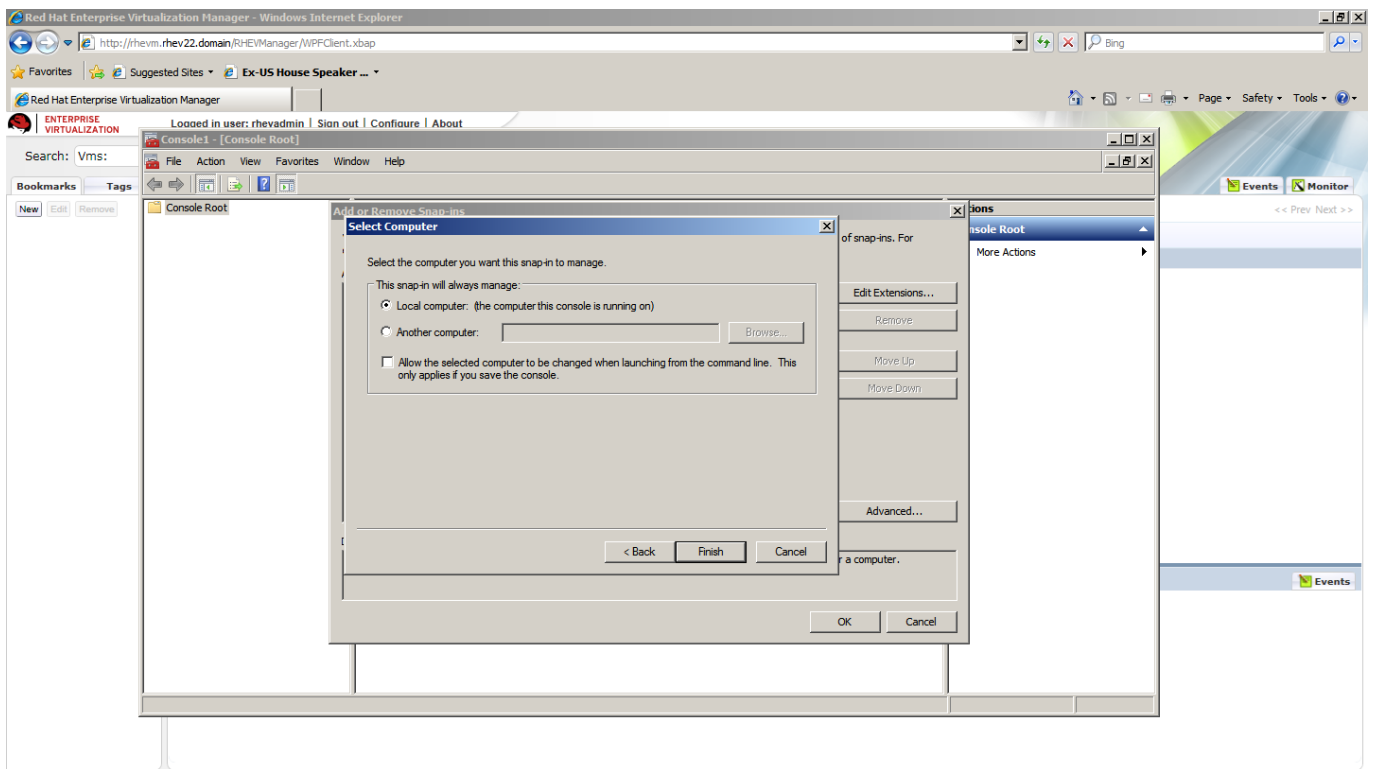 Red Hat Enterprise Virtualization Manager - Windows Internet Explorer
http://rhevm.rhev22.domain/RHEVManager/WPFClient.xbap
Bing
Favorites
Suggested Sites
Ex-US House Speaker ...
Red Hat Enterprise Virtualization Manager
Page
Safety
Tools
ENTERPRISE
VIRTUALIZATION
Logged in user: rhevadmin | Sign out | Configure | About
Search: Vms:
Bookmarks
Tags
New
Edit
Remove
Events
Monitor
<< Prev Next >>
Console1 - [Console Root]
File Action View Favorites Window Help
Console Root
Add or Remove Snap-ins
of snap-ins. For
Edit Extensions...
Remove
Move Up
Move Down
Advanced...
r a computer.
OK
Cancel
Select Computer
Select the computer you want this snap-in to manage.
This snap-in will always manage:
Local computer: (the computer this console is running on)
Another computer:
Browse...
Allow the selected computer to be changed when launching from the command line. This
only applies if you save the console.
< Back
Finish
Cancel
tions
nsole Root
More Actions
Events